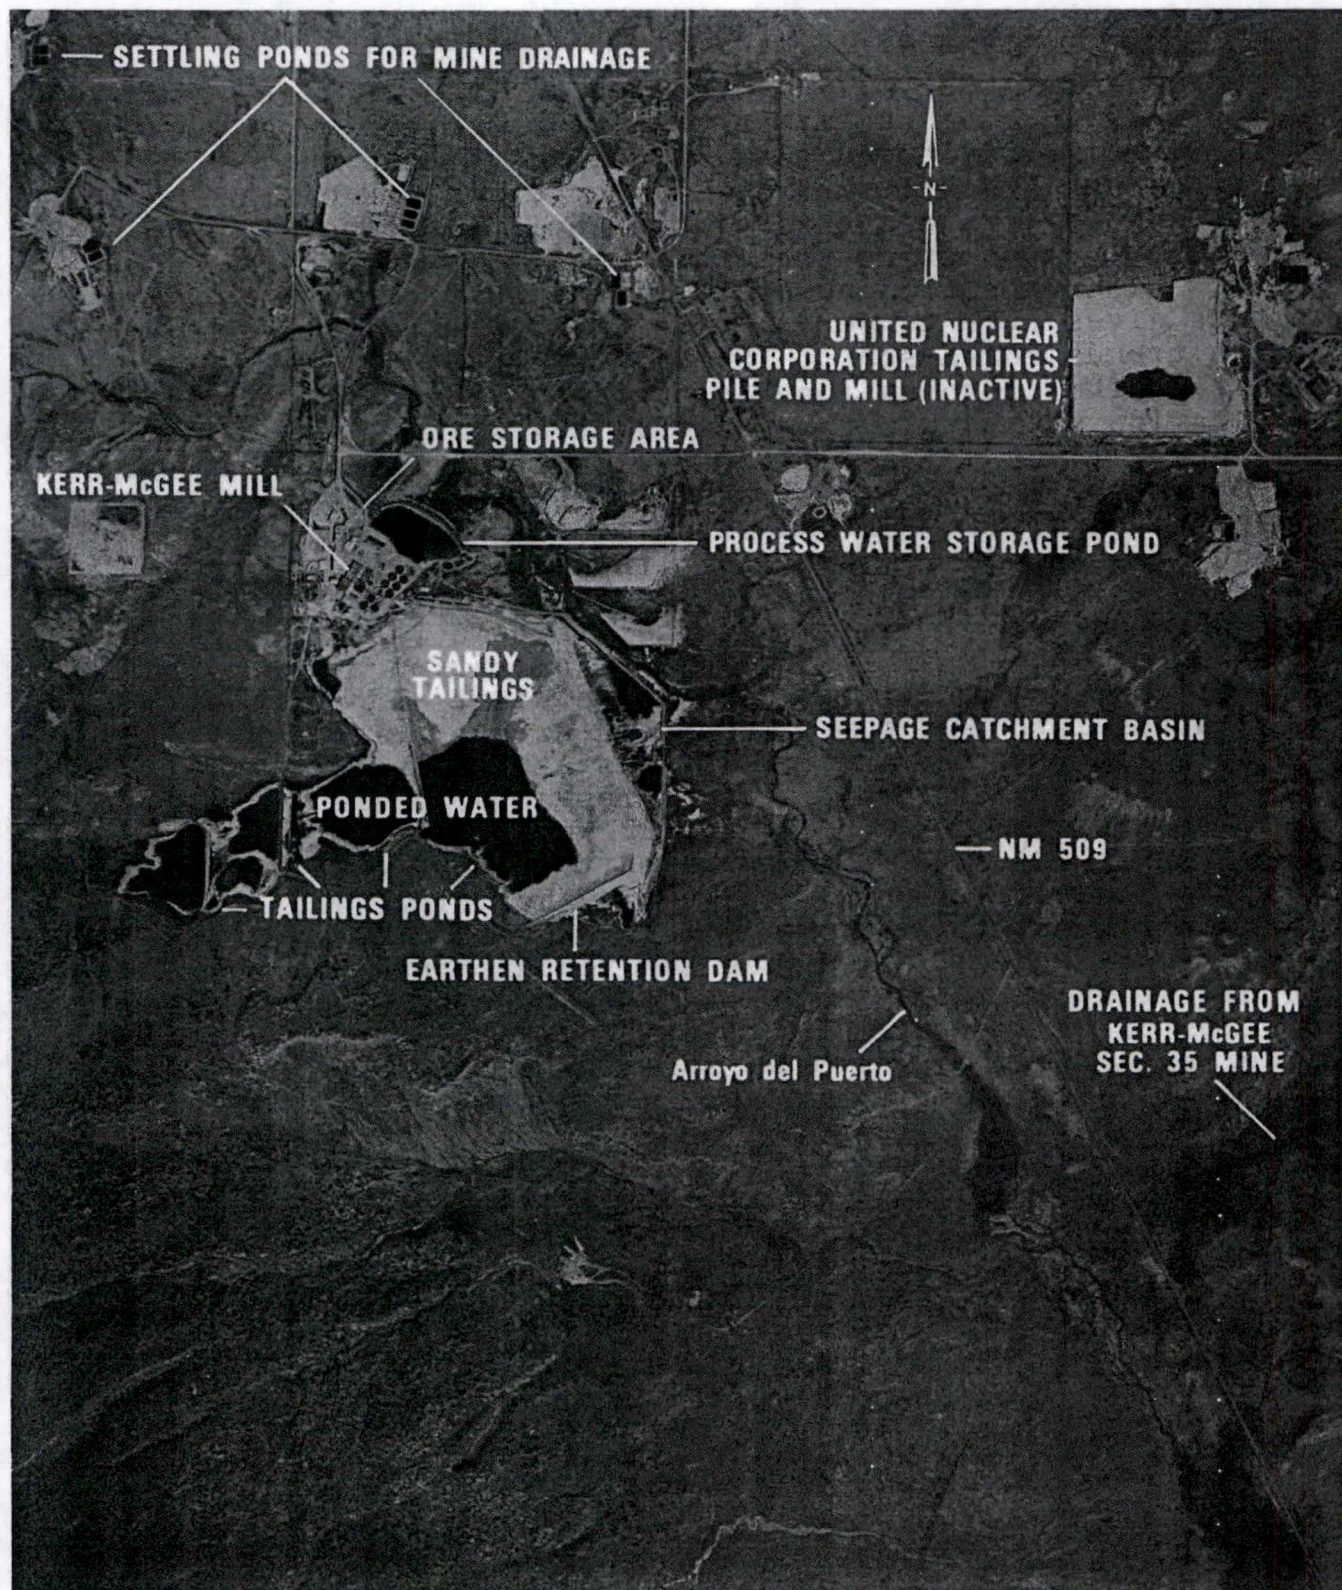 SETTLING PONDS FOR MINE DRAINAGE
N
UNITED NUCLEAR
CORPORATION TAILINGS
PILE AND MILL (INACTIVE)
ORE STORAGE AREA
KERR-McGEE MILL
PROCESS WATER STORAGE POND
SANDY
TAILINGS
SEEPAGE CATCHMENT BASIN
PONDED WATER
NM 509
TAILINGS PONDS
EARTHEN RETENTION DAM
DRAINAGE FROM
KERR-McGEE
SEC. 35 MINE
Arroyo del Puerto